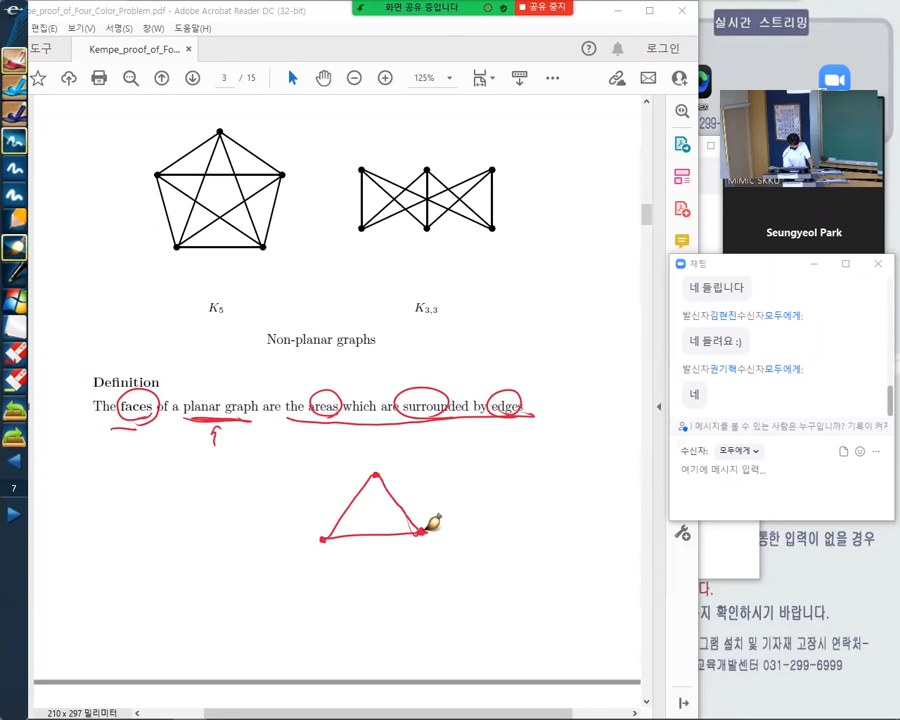 Kempe_proof_of_Four_Color_Problem.pdf - Adobe Acrobat Reader DC (32-bit)
화면 공유 중입니다
공유 중지
편집(E) 보기(V) 서명(S) 창(W) 도움말(H)
도구
Kempe_proof_of_Fo... ×
로그인
3 / 15
125%
K5
K3,3
Non-planar graphs
Definition
The faces of a planar graph are the areas which are surrounded by edges.
7
210 x 297 밀리미터
실시간 스트리밍
299-
MIMIC SKKU
Seungyeol Park
채팅
네 들립니다
발신자김현진수신자모두에게:
네 들려요 :)
발신자권기혁수신자모두에게:
네
메시지를 볼 수 있는 사람은 누구입니까? 기록이 켜져
수신자: 모두에게
여기에 메시지 입력...
통한 입력이 없을 경우
다.
지 확인하시기 바랍니다.
그램 설치 및 기자재 고장시 연락처-
교육개발센터 031-299-6999